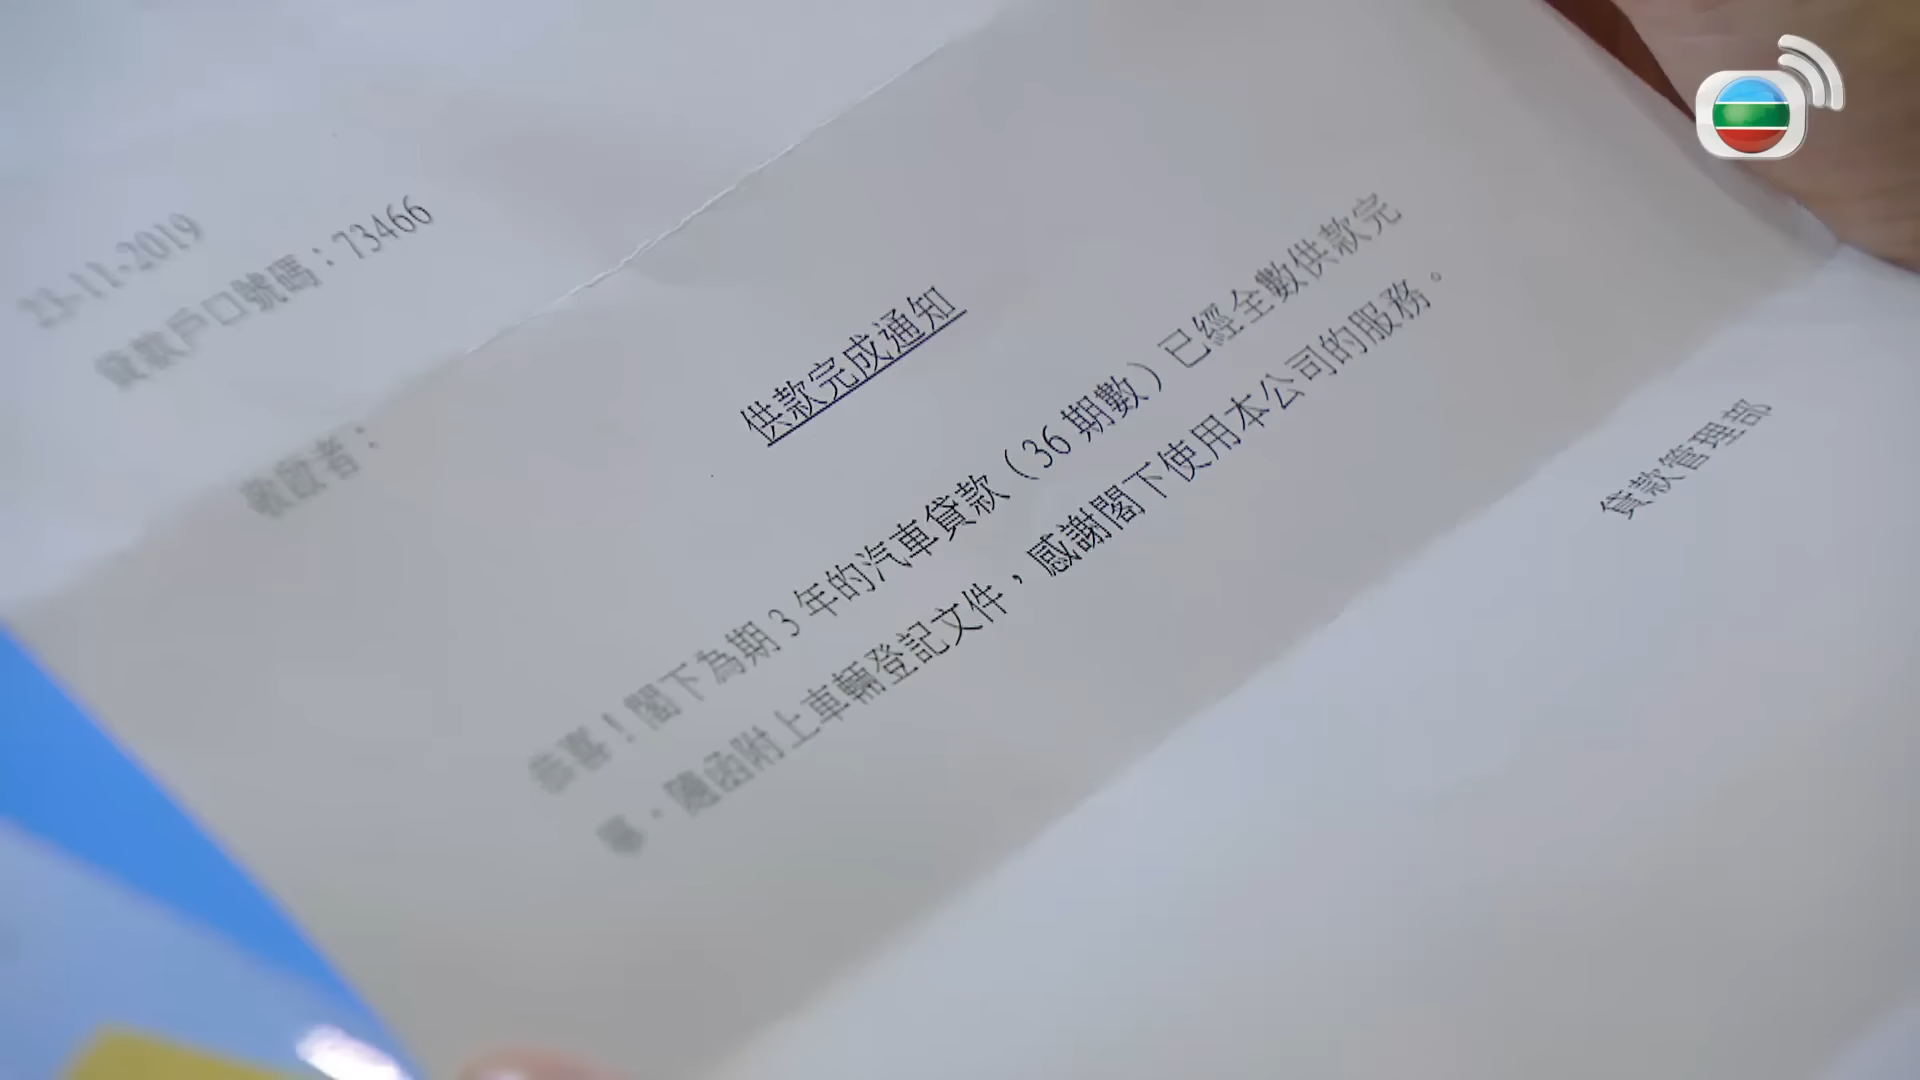 23-11-2019
貸款戶口號碼：73466
敬啟者：
供款完成通知
恭喜！閣下為期 3 年的汽車貸款（36 期數）已經全數供款完
畢。隨函附上車輛登記文件，感謝閣下使用本公司的服務。
貸款管理部